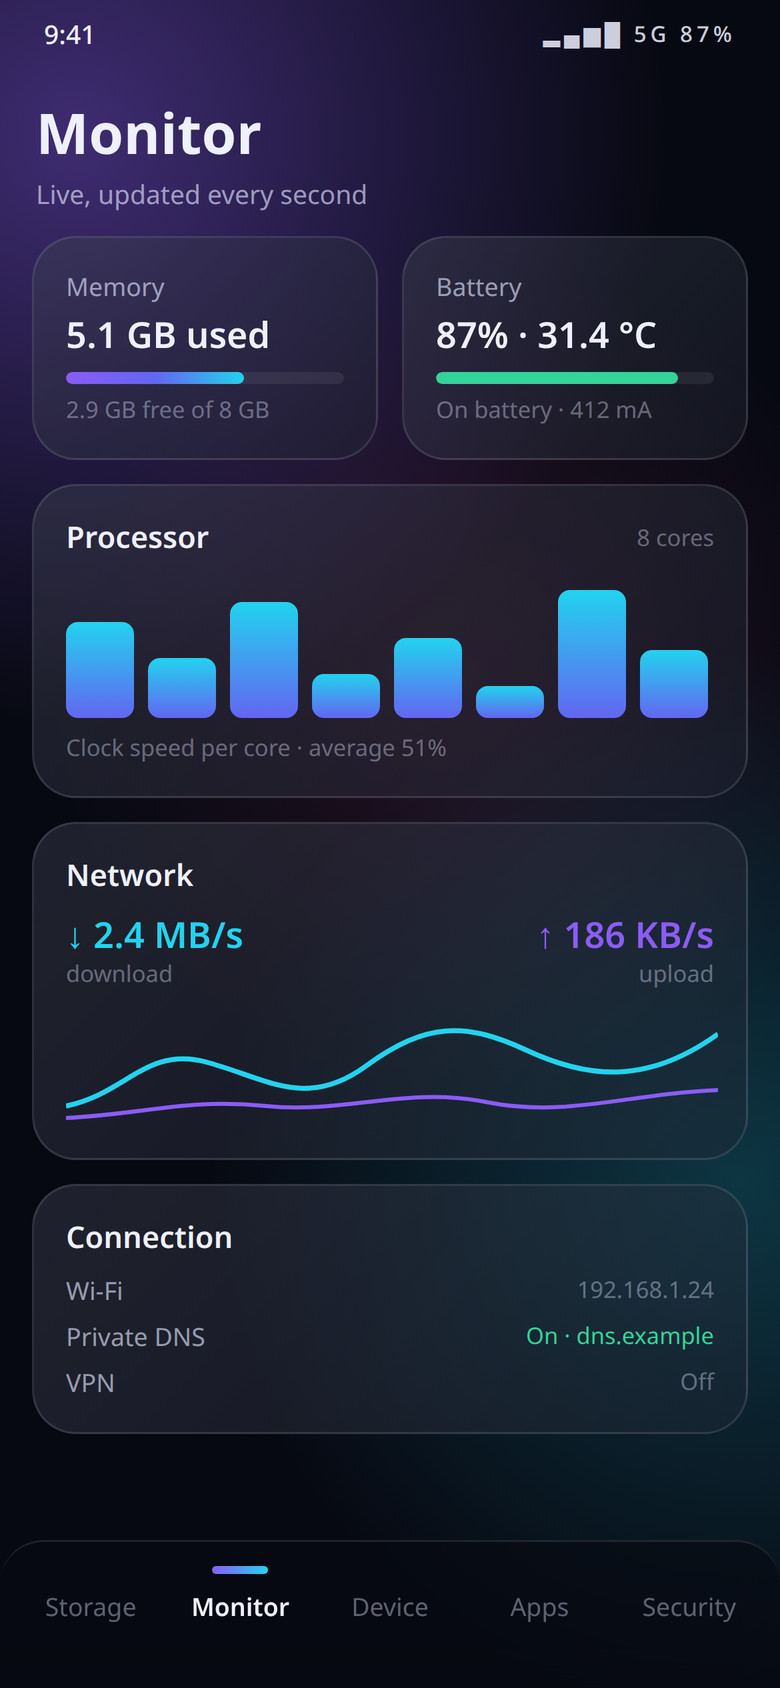 9:41
5G 87%
Monitor
Live, updated every second
Memory
5.1 GB used
2.9 GB free of 8 GB
Battery
87% · 31.4 °C
On battery · 412 mA
Processor
8 cores
Clock speed per core · average 51%
Network
↓ 2.4 MB/s
download
↑ 186 KB/s
upload
Connection
Wi-Fi
192.168.1.24
Private DNS
On · dns.example
VPN
Off
Storage
Monitor
Device
Apps
Security